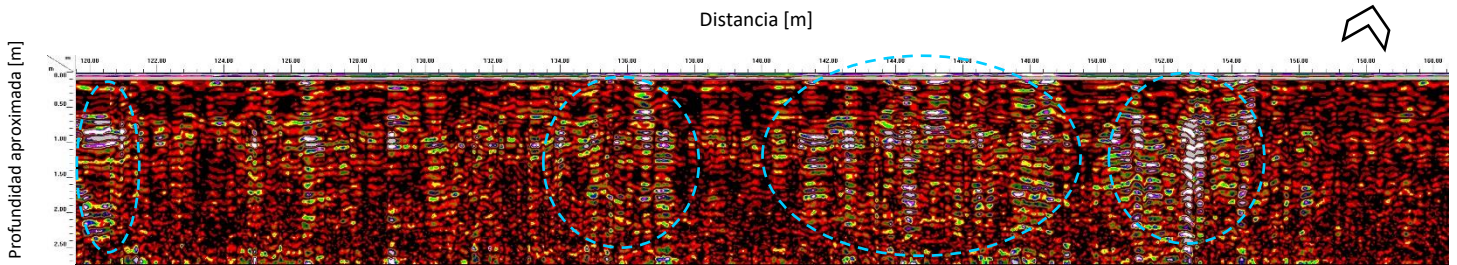 Distancia [m]
Profundidad aproximada [m]
m 120.00 122.00 124.00 126.00 128.00 130.00 132.00 134.00 136.00 138.00 140.00 142.00 144.00 146.00 148.00 150.00 152.00 154.00 156.00 158.00 160.00
m
0.00
0.50
1.00
1.50
2.00
2.50